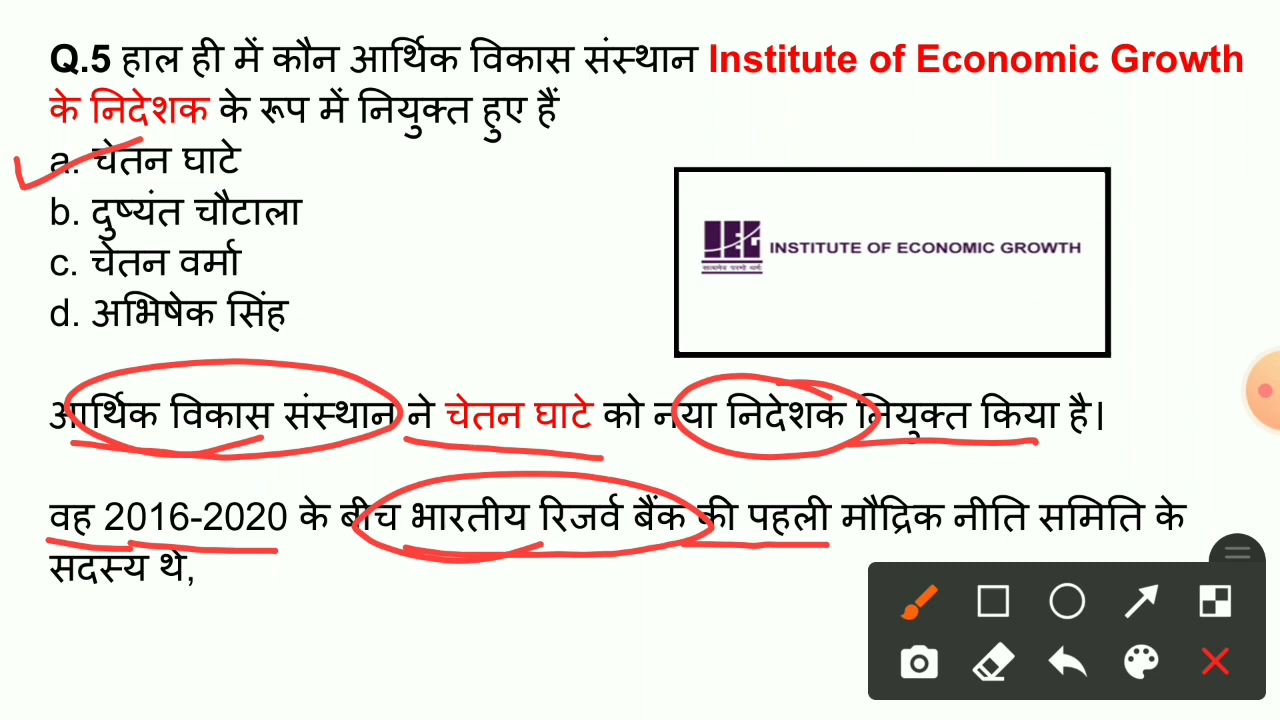 Q.5 हाल ही में कौन आर्थिक विकास संस्थान Institute of Economic Growth
के निदेशक के रूप में नियुक्त हुए हैं
a. चेतन घाटे
b. दुष्यंत चौटाला
c. चेतन वर्मा
d. अभिषेक सिंह
IEG INSTITUTE OF ECONOMIC GROWTH
आर्थिक विकास संस्थान ने चेतन घाटे को नया निदेशक नियुक्त किया है।
वह 2016-2020 के बीच भारतीय रिजर्व बैंक की पहली मौद्रिक नीति समिति के
सदस्य थे,